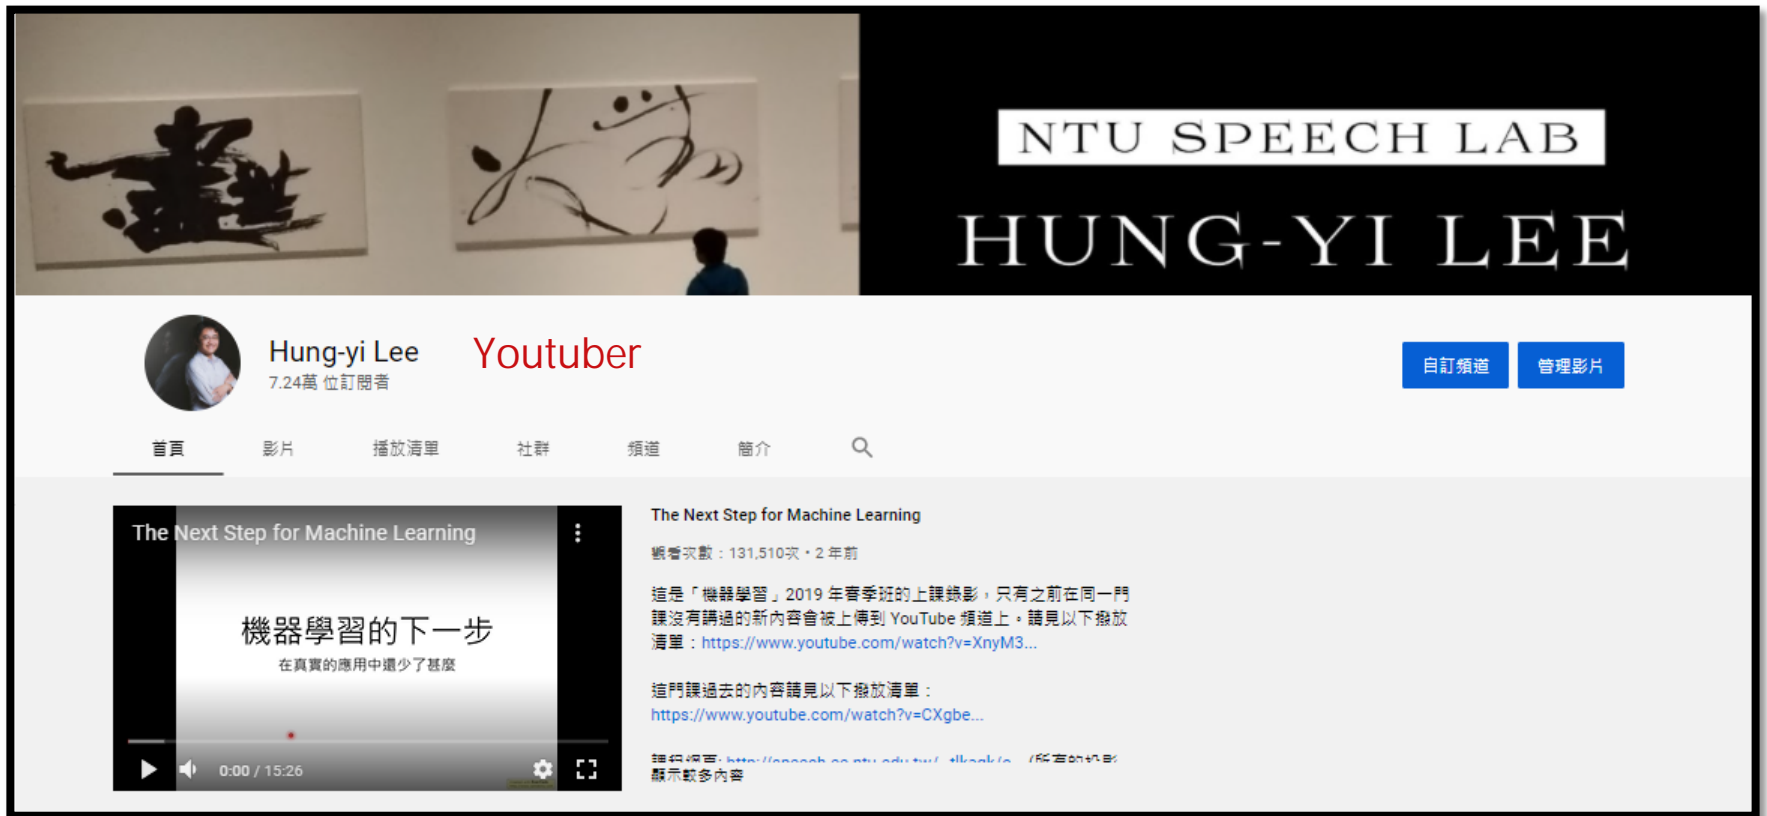 NTU SPEECH LAB
HUNG-YI LEE
Hung-yi Lee
Youtuber
7.24萬 位訂閱者
自訂頻道
管理影片
首頁
影片
播放清單
社群
頻道
簡介
The Next Step for Machine Learning
機器學習的下一步
在真實的應用中還少了甚麼
0:00 / 15:26
The Next Step for Machine Learning
觀看次數：131,510次・2 年前
這是「機器學習」2019 年春季班的上課錄影，只有之前在同一門
課沒有講過的新內容會被上傳到 YouTube 頻道上。請見以下撥放
清單：https://www.youtube.com/watch?v=XnyM3...
這門課過去的內容請見以下撥放清單：
https://www.youtube.com/watch?v=CXgbe...
顯示較多內容